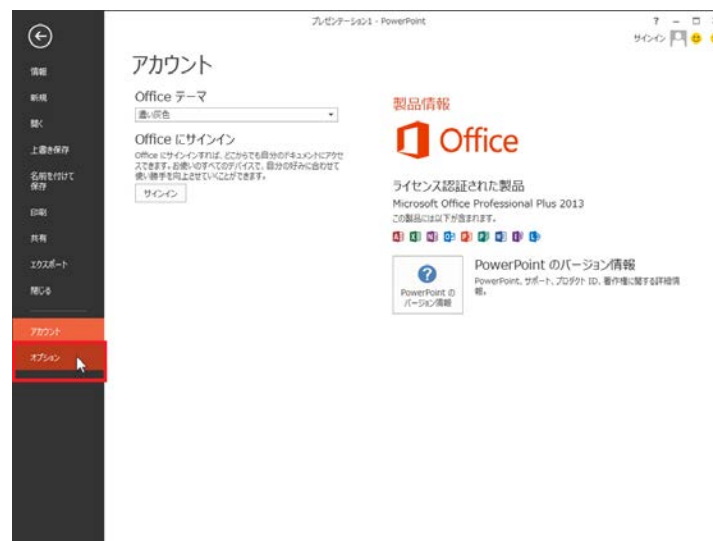 プレゼンテーション1 - PowerPoint
? － □
サインイン
情報
新規
開く
上書き保存
名前を付けて
保存
印刷
共有
エクスポート
閉じる
アカウント
オプション
アカウント
Office テーマ
濃い灰色
Office にサインイン
Office にサインインすれば、どこからでも自分のドキュメントにアクセ
スできます。お使いのすべてのデバイスで、自分の好みに合わせて
使い勝手を向上させていくことができます。
サインイン
製品情報
Office
ライセンス認証された製品
Microsoft Office Professional Plus 2013
この製品には以下が含まれます。
PowerPoint の
バージョン情報
PowerPoint のバージョン情報
PowerPoint、サポート、プロダクト ID、著作権に関する詳細情
報。